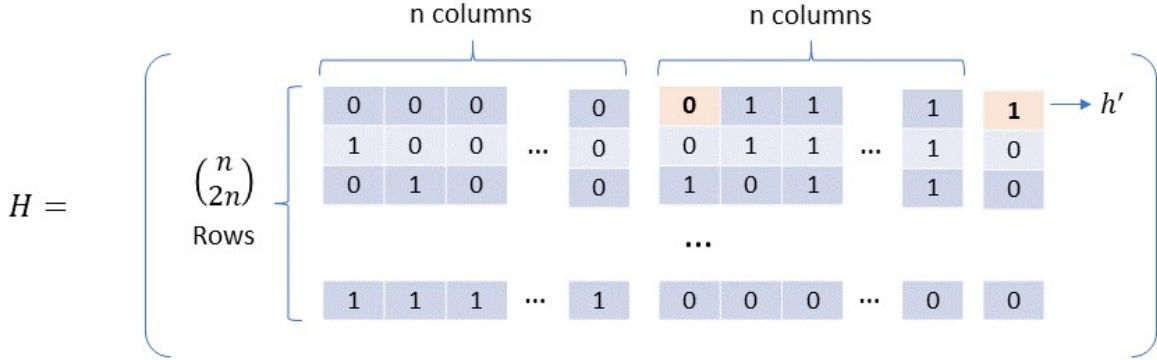 n columns n columns
0 0 0 0 0 1 1 1 1 → h′
1 0 0 ... 0 0 1 1 ... 1 0
0 1 0 0 1 0 1 1 0
H =
(n
2n)
Rows
...
1 1 1 ... 1 0 0 0 ... 0 0